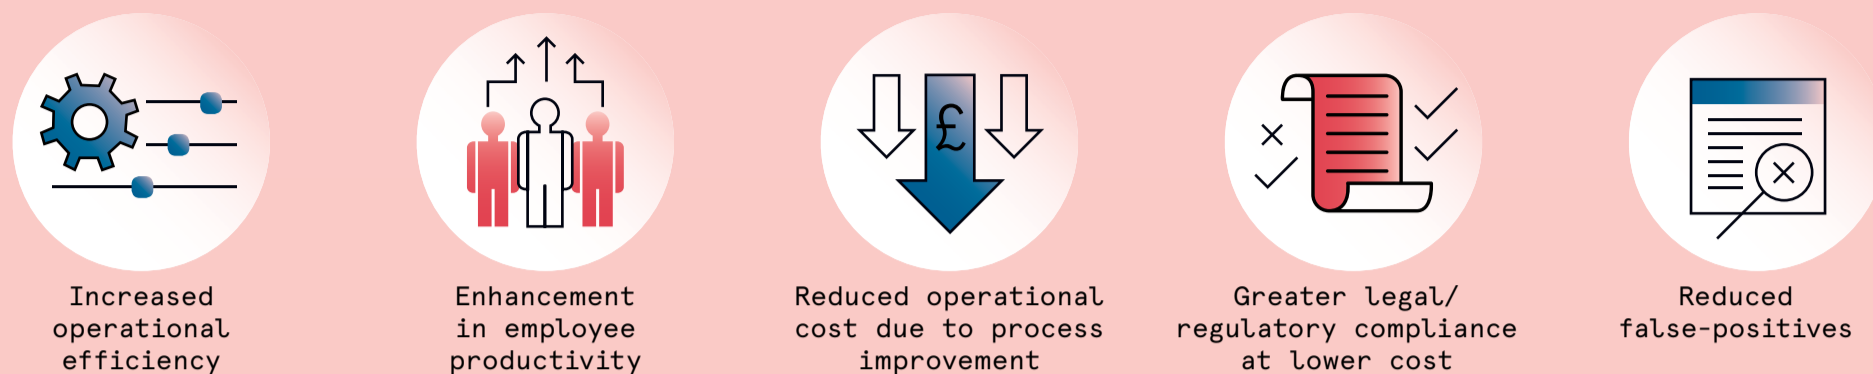 £
Increased
operational
efficiency
Enhancement
in employee
productivity
Reduced operational
cost due to process
improvement
Greater legal/
regulatory compliance
at lower cost
Reduced
false-positives